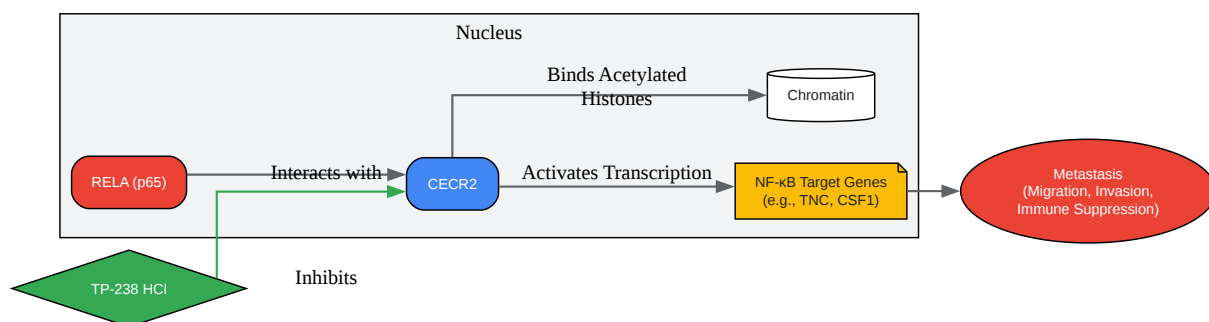 Nucleus
Binds Acetylated
Histones
Chromatin
RELA (p65)
Interacts with
CECR2
Activates Transcription
NF-κB Target Genes
(e.g., TNC, CSF1)
Metastasis
(Migration, Invasion,
Immune Suppression)
TP-238 HCl
Inhibits